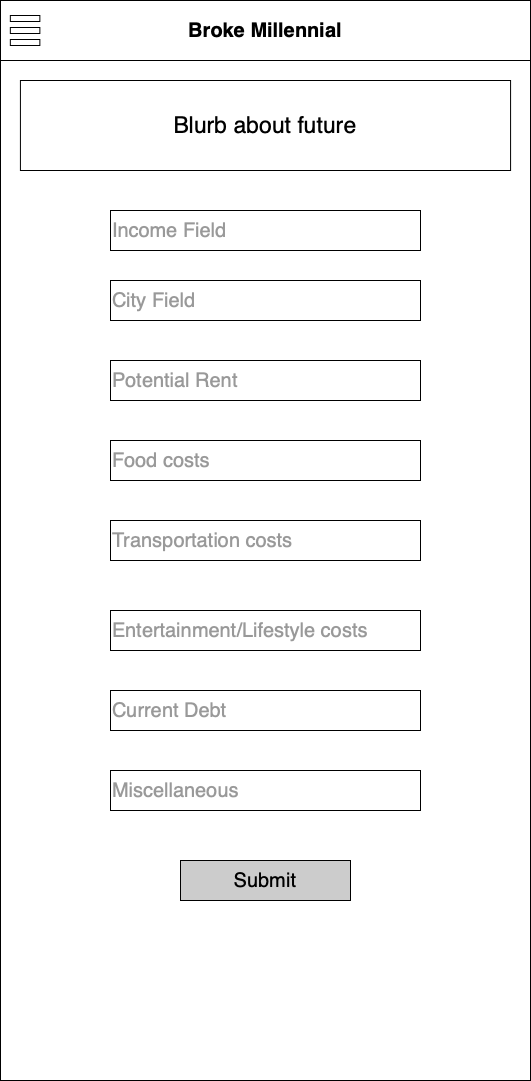 Broke Millennial
Blurb about future
Income Field
City Field
Potential Rent
Food costs
Transportation costs
Entertainment/Lifestyle costs
Current Debt
Miscellaneous
Submit